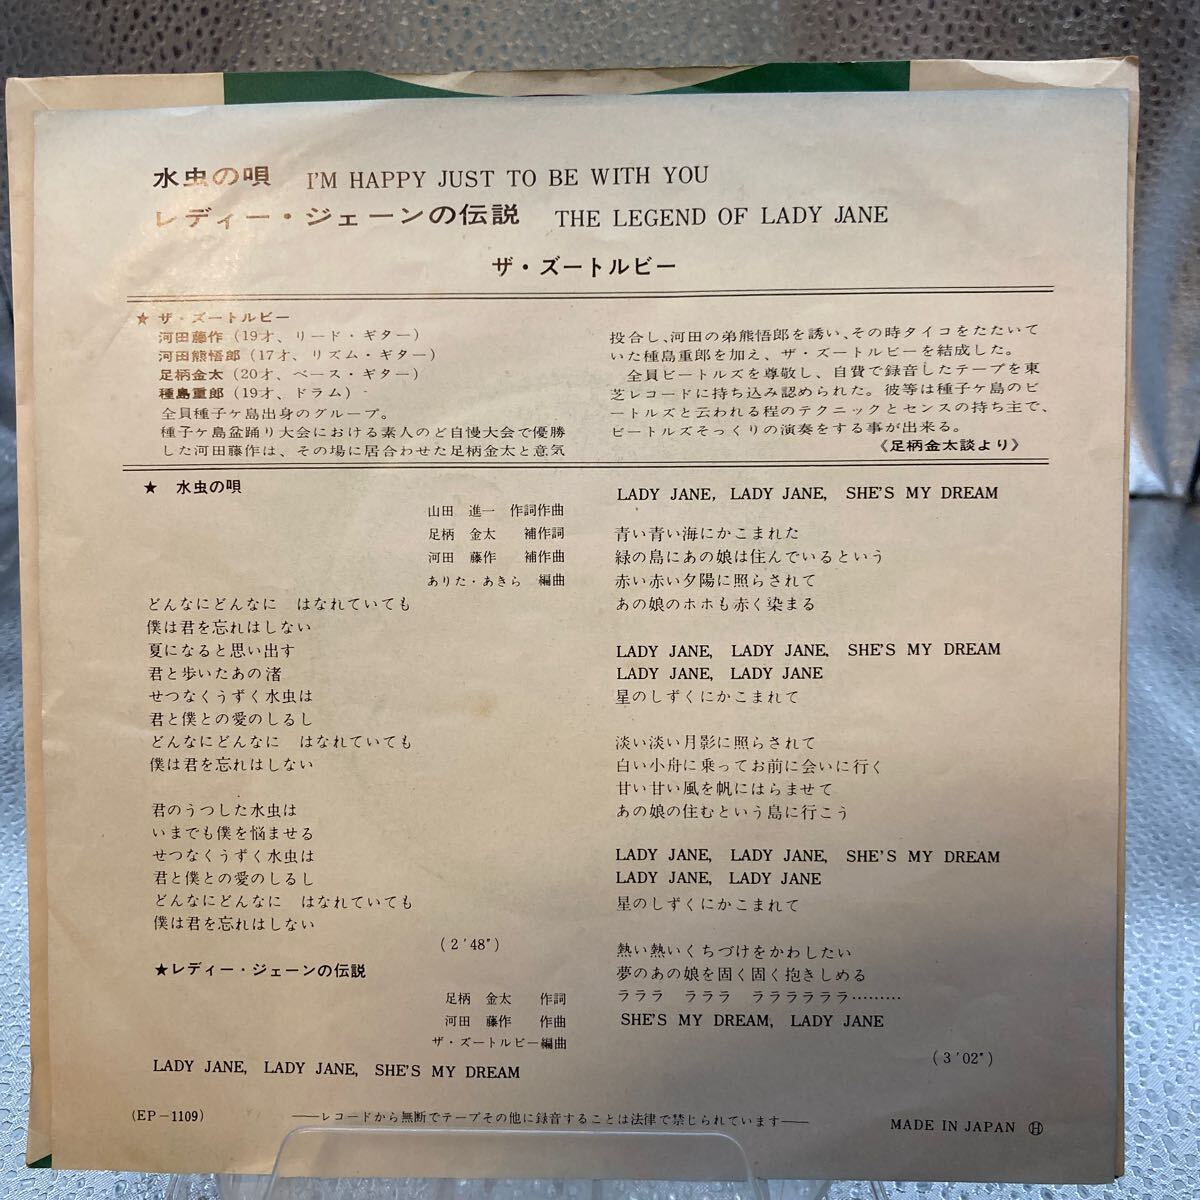 水虫の唄 I'M HAPPY JUST TO BE WITH YOU
レディー・ジェーンの伝説 THE LEGEND OF LADY JANE
ザ・ズートルビー
★ ザ・ズートルビー
河田藤作(19才、リード・ギター)
河田熊悟郎(17才、リズム・ギター)
足柄金太(20才、ベース・ギター)
種島重郎(19才、ドラム)
全員種子ケ島出身のグループ。
種子ケ島盆踊り大会における素人のど自慢大会で優勝
した河田藤作は、その場に居合わせた足柄金太と意気
投合し、河田の弟熊悟郎を誘い、その時タイコをたたいて
いた種島重郎を加え、ザ・ズートルビーを結成した。
全員ビートルズを尊敬し、自費で録音したテープを東
芝レコードに持ち込み認められた。彼等は種子ケ島のビ
ートルズと云われる程のテクニックとセンスの持ち主で、
ビートルズそっくりの演奏をする事が出来る。
《足柄金太談より》
★ 水虫の唄
山田 進一 作詞作曲
足柄 金太 補作詞
河田 藤作 補作曲
ありた・あきら 編曲
どんなにどんなに はなれていても
僕は君を忘れはしない
夏になると思い出す
君と歩いたあの渚
せつなくうずく水虫は
君と僕との愛のしるし
どんなにどんなに はなれていても
僕は君を忘れはしない
君のうつした水虫は
いまでも僕を悩ませる
せつなくうずく水虫は
君と僕との愛のしるし
どんなにどんなに はなれていても
僕は君を忘れはしない
(2'48")
★レディー・ジェーンの伝説
足柄 金太 作詞
河田 藤作 作曲
ザ・ズートルビー編曲
LADY JANE, LADY JANE, SHE'S MY DREAM
LADY JANE, LADY JANE, SHE'S MY DREAM
青い青い海にかこまれた
緑の島にあの娘は住んでいるという
赤い赤い夕陽に照らされて
あの娘のホホも赤く染まる
LADY JANE, LADY JANE, SHE'S MY DREAM
LADY JANE, LADY JANE
星のしずくにかこまれて
淡い淡い月影に照らされて
白い小舟に乗ってお前に会いに行く
甘い甘い風を帆にはらませて
あの娘の住むという島に行こう
LADY JANE, LADY JANE, SHE'S MY DREAM
LADY JANE, LADY JANE
星のしずくにかこまれて
熱い熱いくちづけをかわしたい
夢のあの娘を固く固く抱きしめる
ラララ ラララ ララララララ………
SHE'S MY DREAM, LADY JANE
(3'02")
(EP－1109)
——レコードから無断でテープその他に録音することは法律で禁じられています——
MADE IN JAPAN Ⓗ